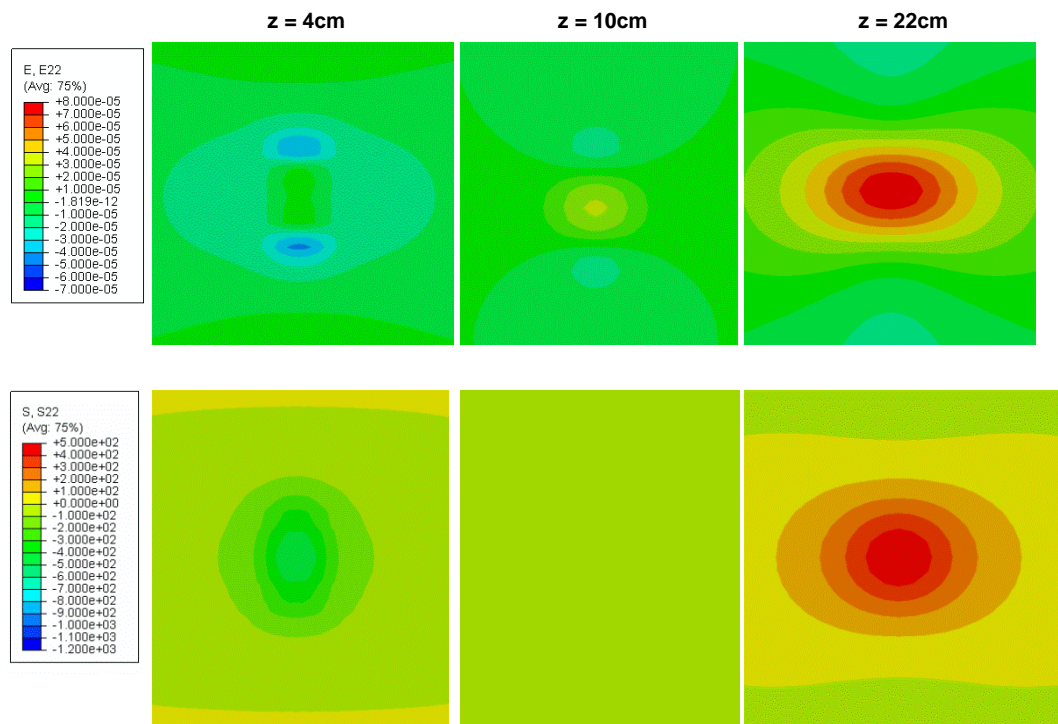 z = 4cm
z = 10cm
z = 22cm
E, E22
(Avg: 75%)
+8.000e-05
+7.000e-05
+6.000e-05
+5.000e-05
+4.000e-05
+3.000e-05
+2.000e-05
+1.000e-05
-1.819e-12
-1.000e-05
-2.000e-05
-3.000e-05
-4.000e-05
-5.000e-05
-6.000e-05
-7.000e-05
S, S22
(Avg: 75%)
+5.000e+02
+4.000e+02
+3.000e+02
+2.000e+02
+1.000e+02
+0.000e+00
-1.000e+02
-2.000e+02
-3.000e+02
-4.000e+02
-5.000e+02
-6.000e+02
-7.000e+02
-8.000e+02
-9.000e+02
-1.000e+03
-1.100e+03
-1.200e+03